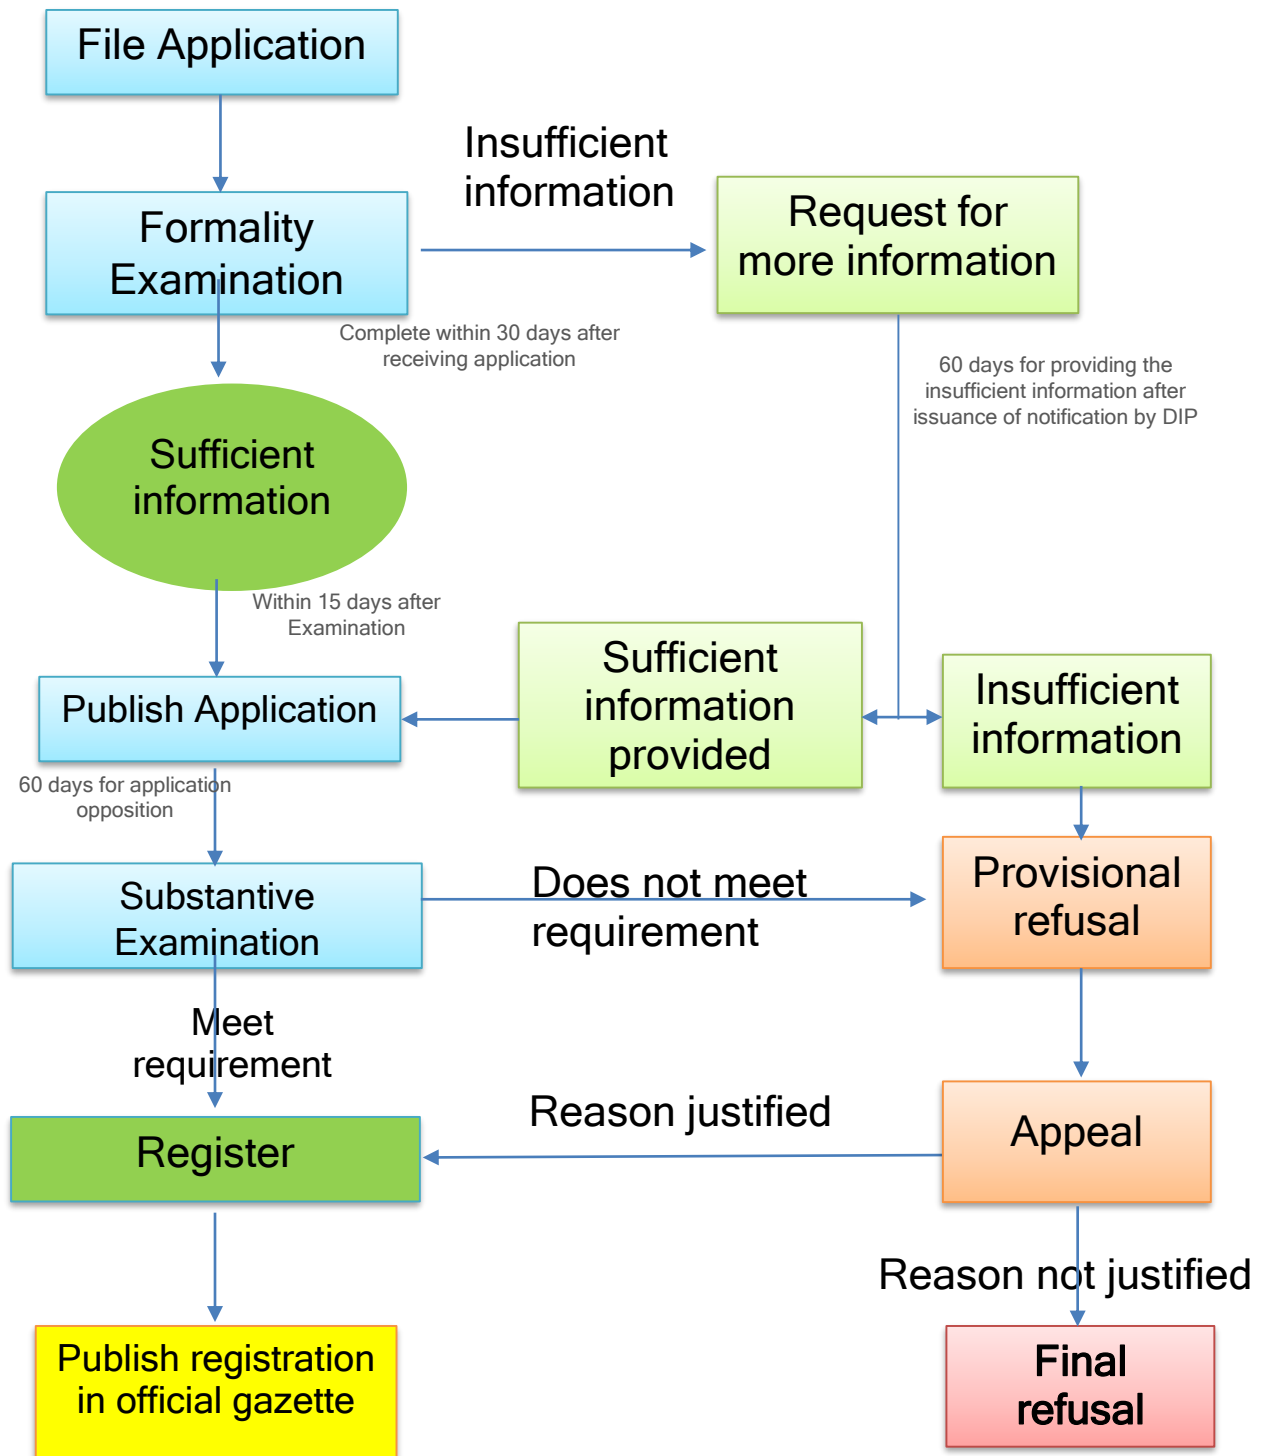 File Application
Insufficient
information
Formality
Examination
Request for
more information
Complete within 30 days after
receiving application
60 days for providing the
insufficient information after
issuance of notification by DIP
Sufficient
information
Within 15 days after
Examination
Publish Application
Sufficient
information
provided
Insufficient
information
60 days for application
opposition
Substantive
Examination
Does not meet
requirement
Provisional
refusal
Meet
requirement
Register
Reason justified
Appeal
Reason not justified
Publish registration
in official gazette
Final
refusal